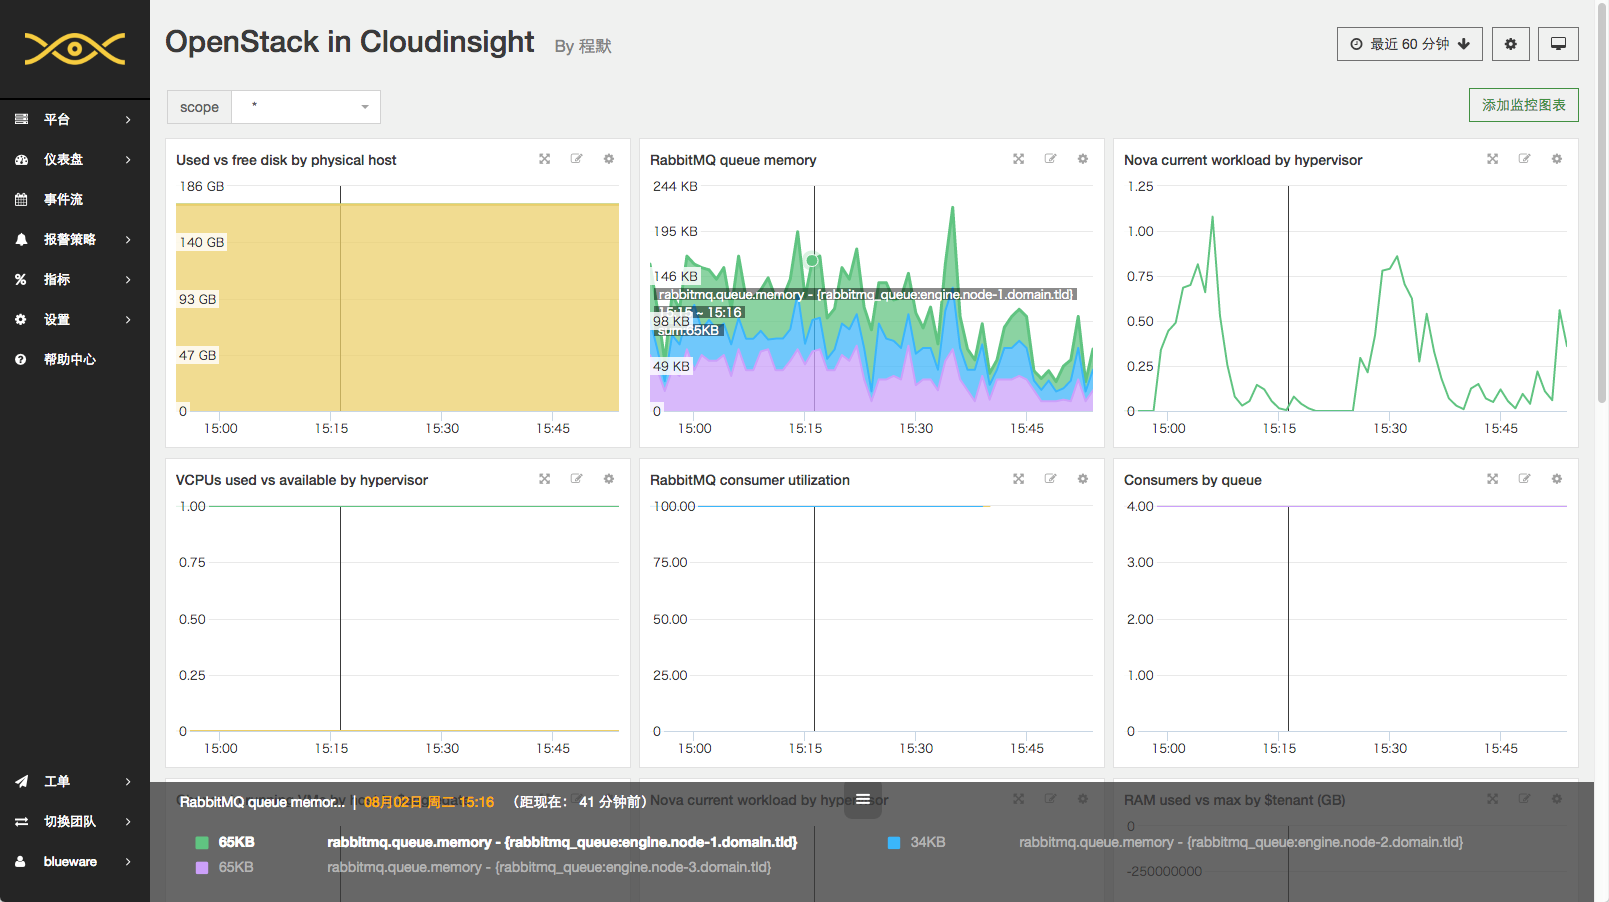 OpenStack in Cloudinsight By 程默
最近 60 分钟
scope *
添加监控图表
平台
仪表盘
事件流
报警策略
指标
设置
帮助中心
工单
切换团队
blueware
Used vs free disk by physical host
186 GB
140 GB
93 GB
47 GB
0
15:00 15:15 15:30 15:45
RabbitMQ queue memory
244 KB
195 KB
146 KB
rabbitmq.queue.memory - {rabbitmq_queue:engine.node-1.domain.tld}
15:15 ~ 15:16
98 KB
sum:65KB
49 KB
0
15:00 15:15 15:30 15:45
Nova current workload by hypervisor
1.25
1.00
0.75
0.50
0.25
0
15:00 15:15 15:30 15:45
VCPUs used vs available by hypervisor
1.00
0.75
0.50
0.25
0
15:00 15:15 15:30 15:45
RabbitMQ consumer utilization
100.00
75.00
50.00
25.00
0
15:00 15:15 15:30 15:45
Consumers by queue
4.00
3.00
2.00
1.00
0
15:00 15:15 15:30 15:45
RabbitMQ queue memor... | 08月02日 周二 15:16 （距现在： 41 分钟前）
Nova current workload by hypervisor
RAM used vs max by $tenant (GB)
0
-250000000
65KB rabbitmq.queue.memory - {rabbitmq_queue:engine.node-1.domain.tld}
34KB rabbitmq.queue.memory - {rabbitmq_queue:engine.node-2.domain.tld}
65KB rabbitmq.queue.memory - {rabbitmq_queue:engine.node-3.domain.tld}